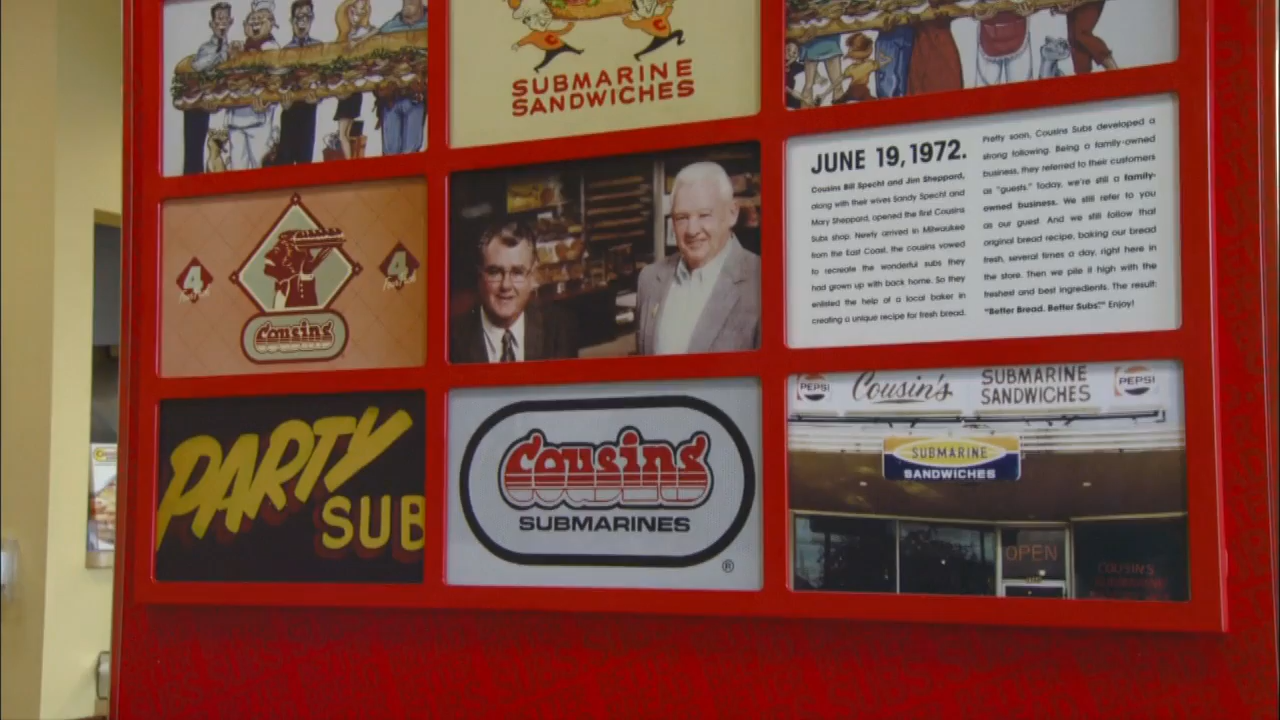 SUBMARINE
SANDWICHES
JUNE 19, 1972.
Cousins Bill Specht and Jim Sheppard,
along with their wives Sandy Specht and
Mary Sheppard, opened the first Cousins
Subs shop. Newly arrived in Milwaukee
from the East Coast, the cousins vowed
to recreate the wonderful subs they
had grown up with back home. So they
enlisted the help of a local baker in
creating a unique recipe for fresh bread.
Pretty soon, Cousins Subs developed a
strong following. Being a family-owned
business, they referred to their customers
as "guests." Today, we're still a family-
owned business. We still refer to you
as our guest. And we still follow that
original bread recipe, baking our bread
fresh, several times a day, right here in
the store. Then we pile it high with the
freshest and best ingredients. The result:
"Better Bread. Better Subs.™" Enjoy!
4
4
Cousins
PARTY
SUB
Cousins
SUBMARINES
®
PEPSI
Cousin's
SUBMARINE
SANDWICHES
PEPSI
SUBMARINE
SANDWICHES
OPEN
COUSIN'S
SUBMARINE